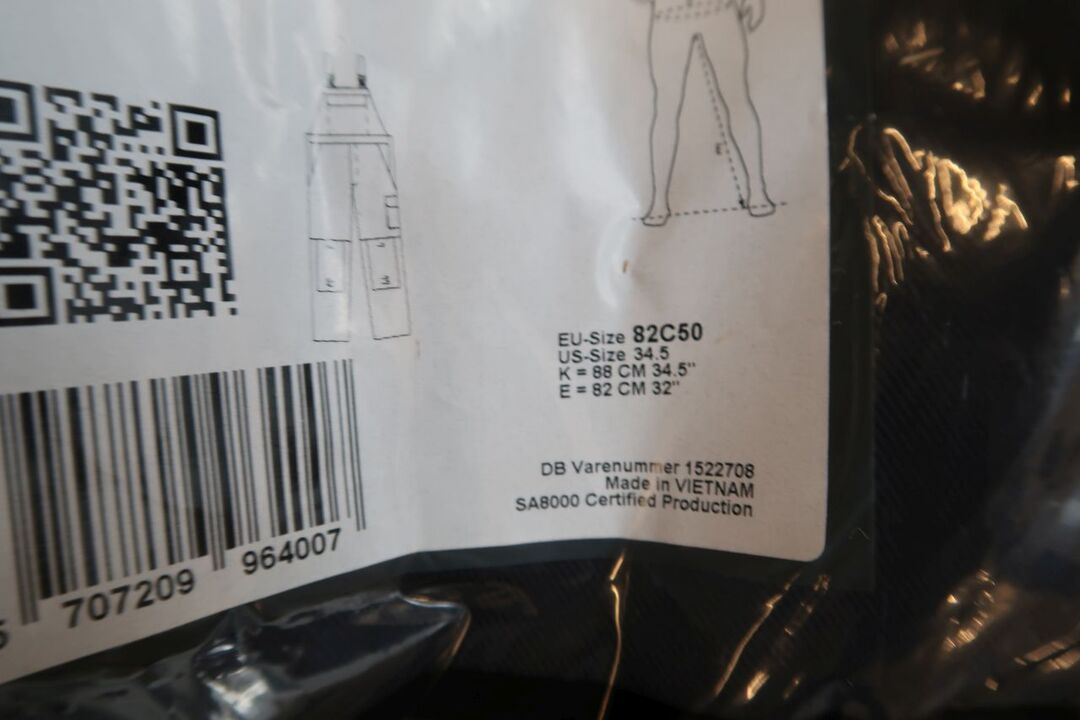 EU-Size 82C50
US-Size 34.5
K = 88 CM 34.5"
E = 82 CM 32"
DB Varenummer 1522708
Made in VIETNAM
SA8000 Certified Production
5 707209 964007
E